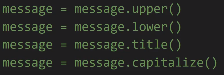 message = message.upper()
message = message.lower()
message = message.title()
message = message.capitalize()